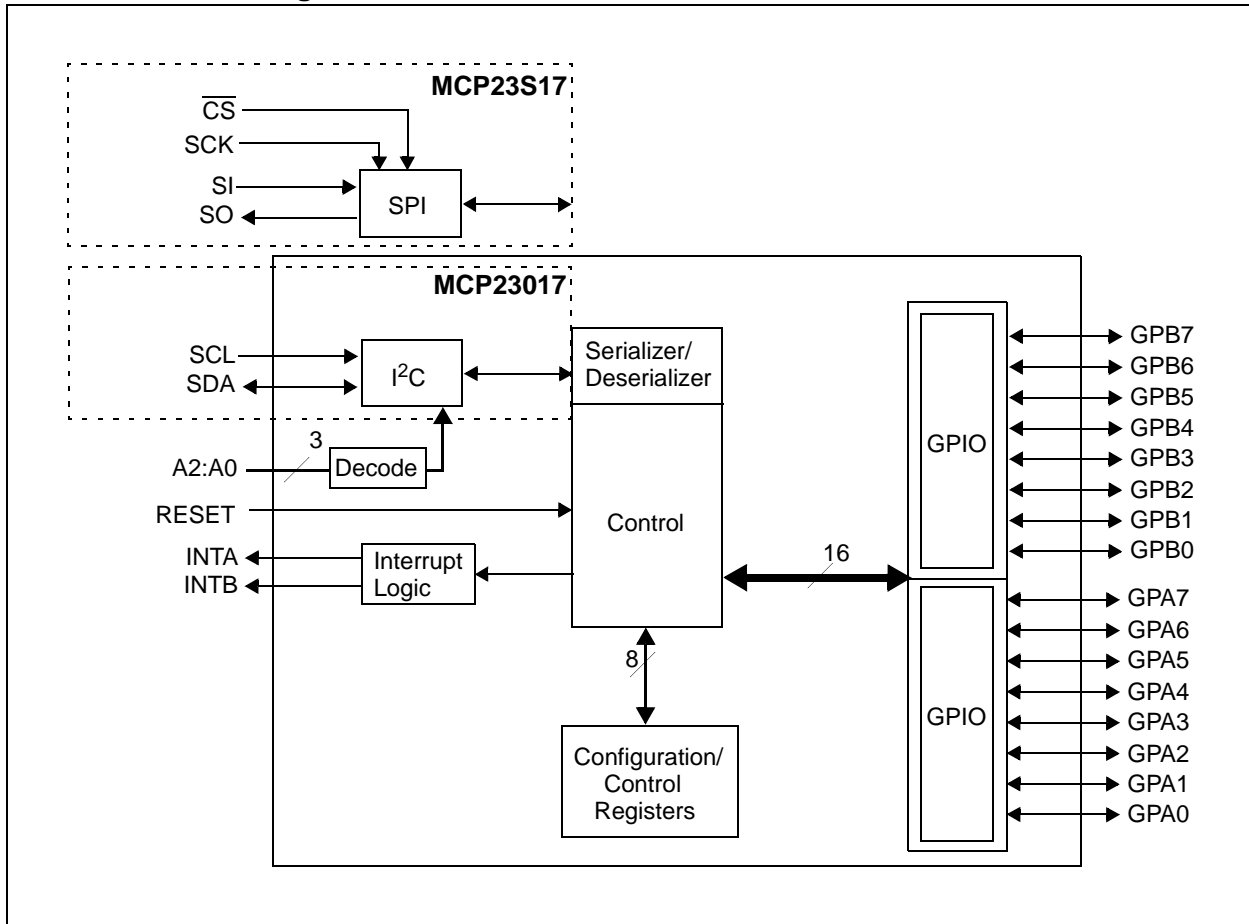 MCP23S17
CS
SCK
SI
SO
SPI
MCP23017
SCL
SDA
I²C
Serializer/
Deserializer
3
A2:A0
Decode
RESET
Control
INTA
INTB
Interrupt
Logic
16
8
Configuration/
Control
Registers
GPIO
GPB7
GPB6
GPB5
GPB4
GPB3
GPB2
GPB1
GPB0
GPIO
GPA7
GPA6
GPA5
GPA4
GPA3
GPA2
GPA1
GPA0